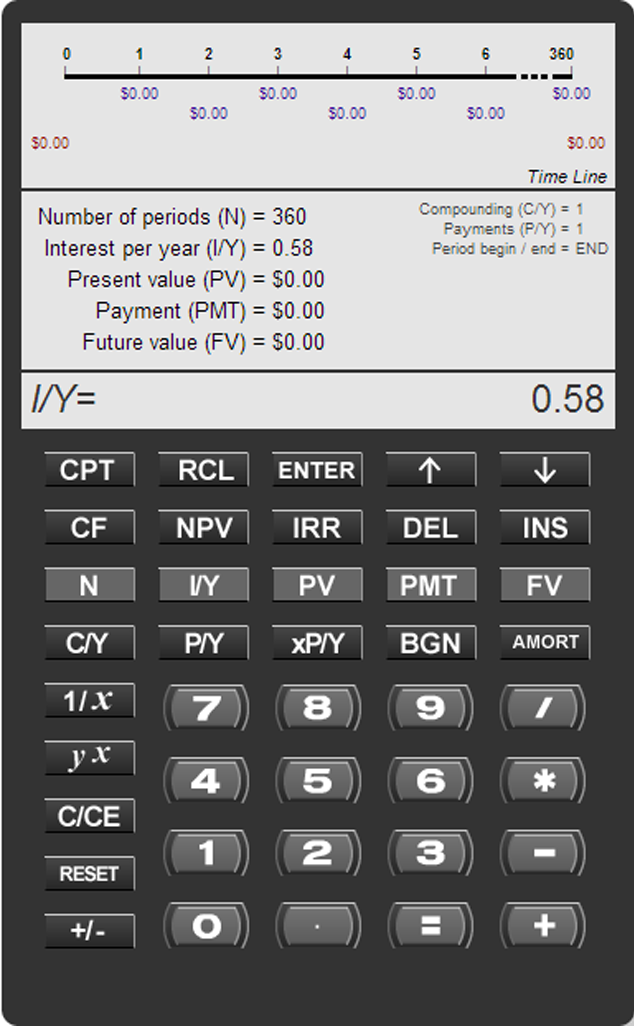 0 1 2 3 4 5 6 360
$0.00 $0.00 $0.00 $0.00
$0.00 $0.00 $0.00
$0.00 $0.00
Time Line
Number of periods (N) = 360
Interest per year (I/Y) = 0.58
Present value (PV) = $0.00
Payment (PMT) = $0.00
Future value (FV) = $0.00
Compounding (C/Y) = 1
Payments (P/Y) = 1
Period begin / end = END
I/Y= 0.58
CPT RCL ENTER ↑ ↓
CF NPV IRR DEL INS
N I/Y PV PMT FV
C/Y P/Y xP/Y BGN AMORT
1/x 7 8 9 /
y x 4 5 6 *
C/CE 1 2 3 -
RESET
+/- 0 . = +